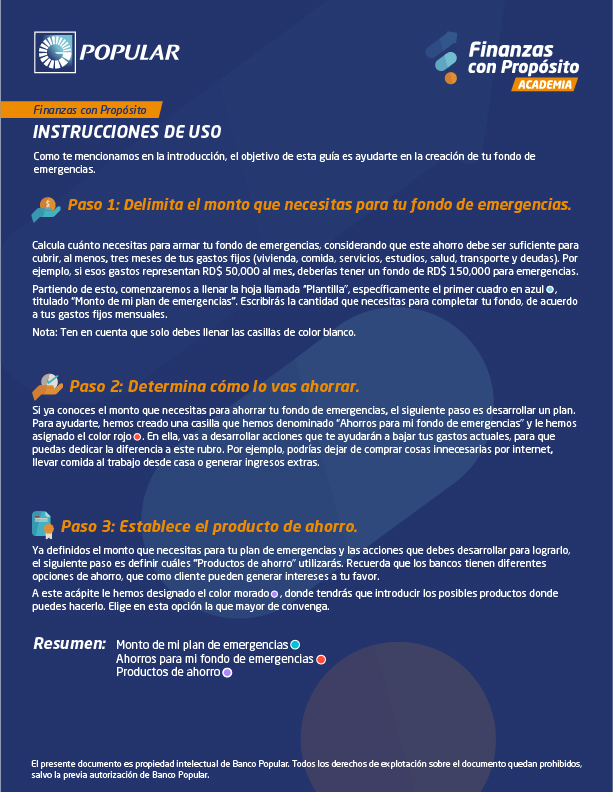 POPULAR
Finanzas
con Propósito
ACADEMIA
Finanzas con Propósito
INSTRUCCIONES DE USO
Como te mencionamos en la introducción, el objetivo de esta guía es ayudarte en la creación de tu fondo de
emergencias.
Paso 1: Delimita el monto que necesitas para tu fondo de emergencias.
Calcula cuánto necesitas para armar tu fondo de emergencias, considerando que este ahorro debe ser suficiente para
cubrir, al menos, tres meses de tus gastos fijos (vivienda, comida, servicios, estudios, salud, transporte y deudas). Por
ejemplo, si esos gastos representan RD$ 50,000 al mes, deberías tener un fondo de RD$ 150,000 para emergencias.
Partiendo de esto, comenzaremos a llenar la hoja llamada "Plantilla", específicamente el primer cuadro en azul ,
titulado "Monto de mi plan de emergencias". Escribirás la cantidad que necesitas para completar tu fondo, de acuerdo
a tus gastos fijos mensuales.
Nota: Ten en cuenta que solo debes llenar las casillas de color blanco.
Paso 2: Determina cómo lo vas ahorrar.
Si ya conoces el monto que necesitas para ahorrar tu fondo de emergencias, el siguiente paso es desarrollar un plan.
Para ayudarte, hemos creado una casilla que hemos denominado "Ahorros para mi fondo de emergencias" y le hemos
asignado el color rojo . En ella, vas a desarrollar acciones que te ayudarán a bajar tus gastos actuales, para que
puedas dedicar la diferencia a este rubro. Por ejemplo, podrías dejar de comprar cosas innecesarias por internet,
llevar comida al trabajo desde casa o generar ingresos extras.
Paso 3: Establece el producto de ahorro.
Ya definidos el monto que necesitas para tu plan de emergencias y las acciones que debes desarrollar para lograrlo,
el siguiente paso es definir cuáles "Productos de ahorro" utilizarás. Recuerda que los bancos tienen diferentes
opciones de ahorro, que como cliente pueden generar intereses a tu favor.
A este acápite le hemos designado el color morado , donde tendrás que introducir los posibles productos donde
puedes hacerlo. Elige en esta opción la que mayor de convenga.
Resumen: Monto de mi plan de emergencias
Ahorros para mi fondo de emergencias
Productos de ahorro
El presente documento es propiedad intelectual de Banco Popular. Todos los derechos de explotación sobre el documento quedan prohibidos,
salvo la previa autorización de Banco Popular.